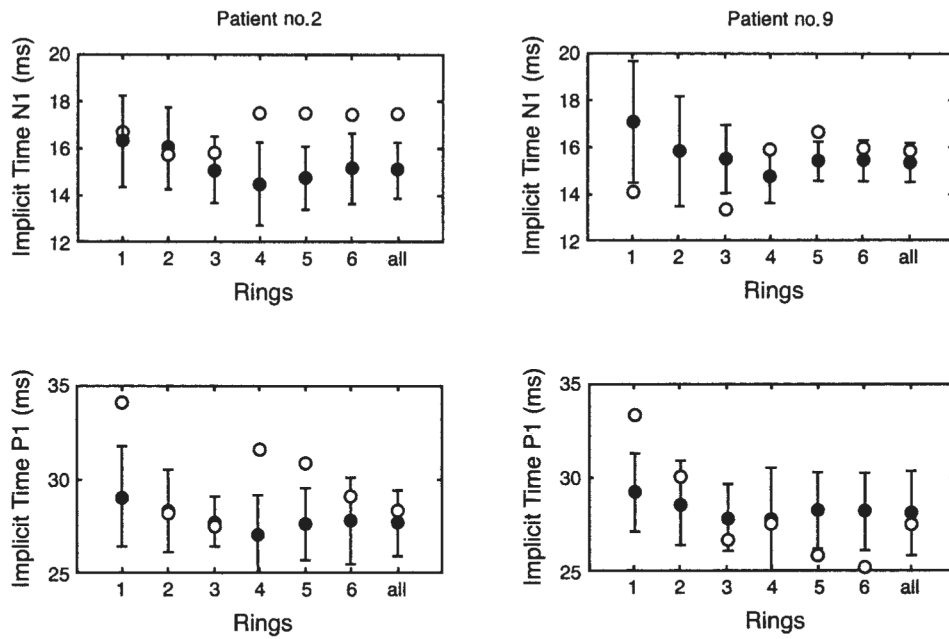 Patient no.2
Patient no.9
Implicit Time N1 (ms)
20
18
16
14
12
1 2 3 4 5 6 all
Rings
Implicit Time N1 (ms)
20
18
16
14
12
1 2 3 4 5 6 all
Rings
Implicit Time P1 (ms)
35
30
25
1 2 3 4 5 6 all
Rings
Implicit Time P1 (ms)
35
30
25
1 2 3 4 5 6 all
Rings